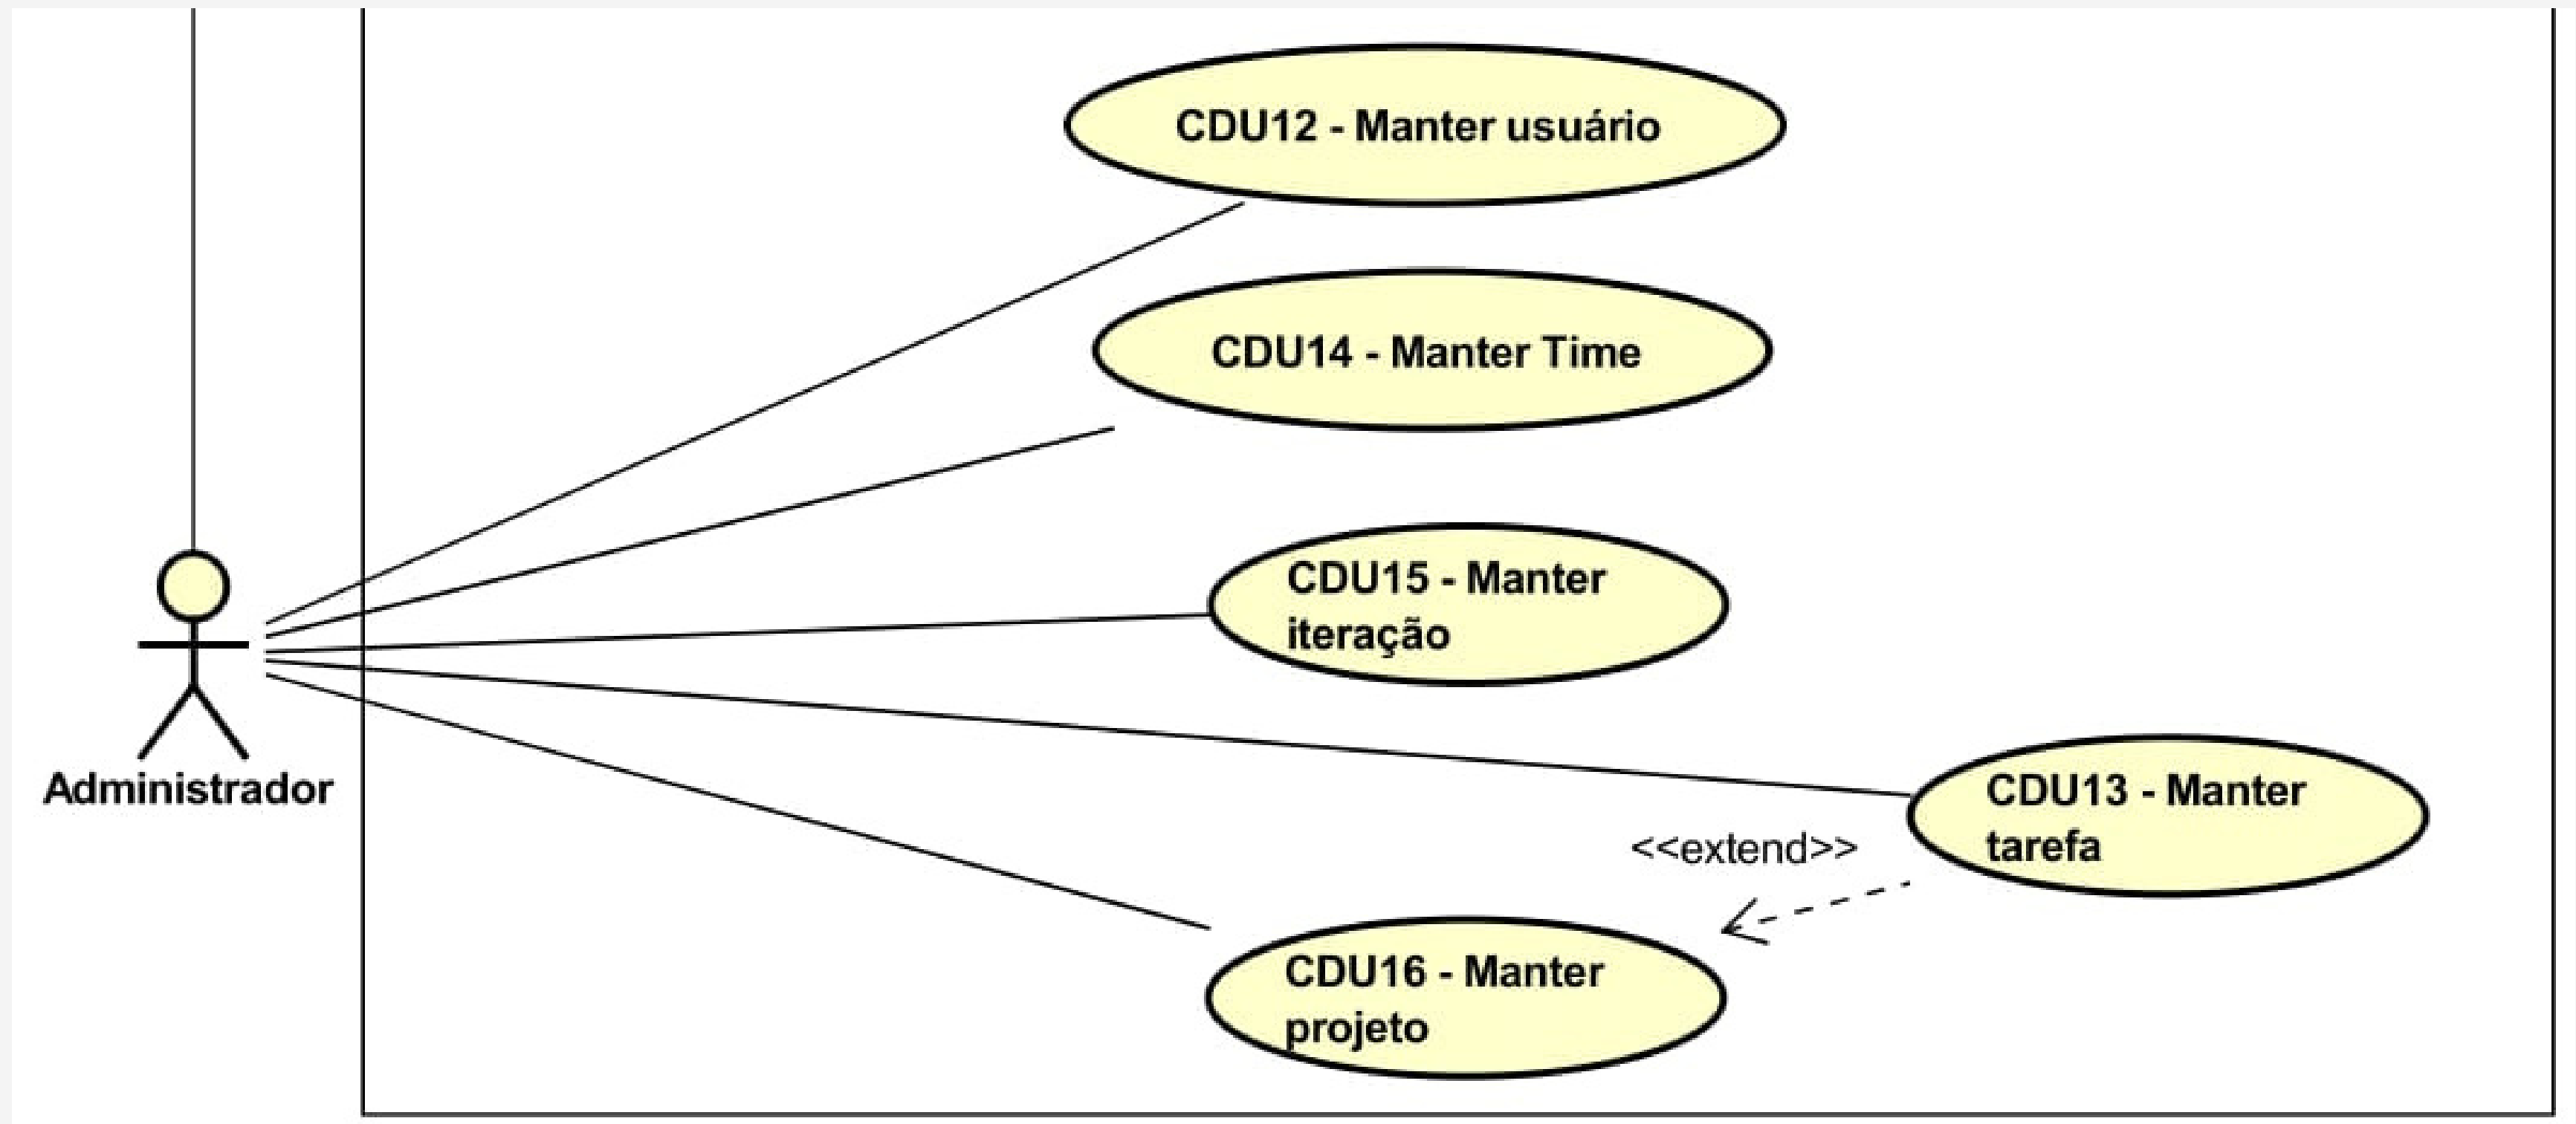 CDU12 - Manter usuário
CDU14 - Manter Time
CDU15 - Manter
iteração
Administrador
CDU13 - Manter
tarefa
<<extend>>
CDU16 - Manter
projeto